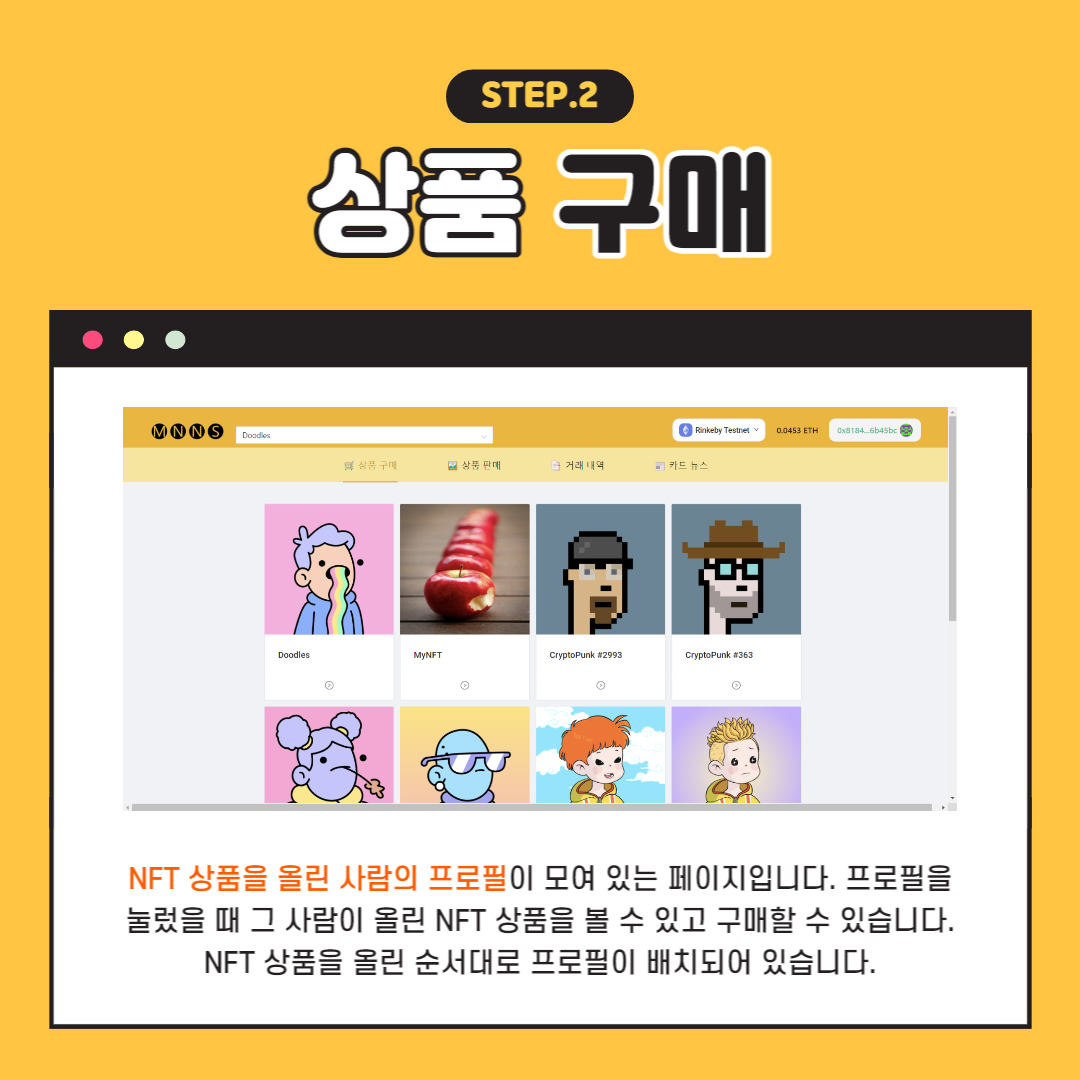 STEP.2
상품 구매
MNNS
Doodles
Rinkeby Testnet
0.0453 ETH
0x8184...6b45bc
상품 구매
상품 판매
거래 내역
카드 뉴스
Doodles
MyNFT
CryptoPunk #2993
CryptoPunk #363
NFT 상품을 올린 사람의 프로필이 모여 있는 페이지입니다. 프로필을
눌렀을 때 그 사람이 올린 NFT 상품을 볼 수 있고 구매할 수 있습니다.
NFT 상품을 올린 순서대로 프로필이 배치되어 있습니다.